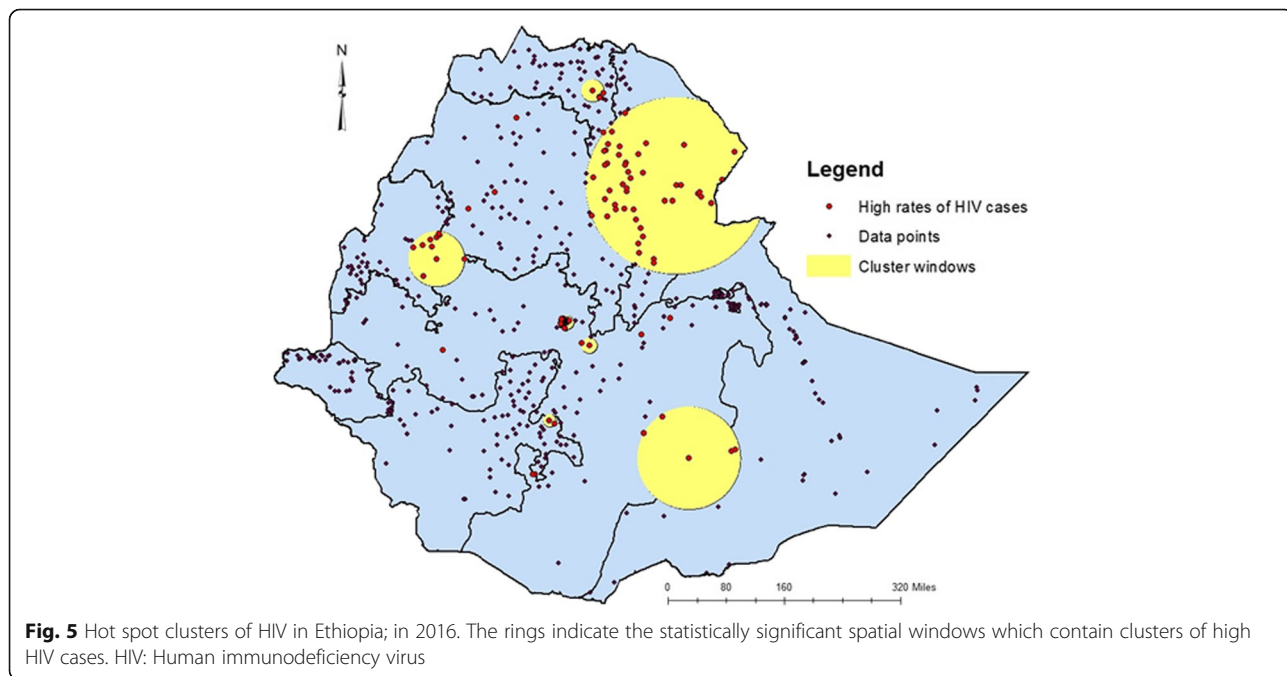 N
Legend
High rates of HIV cases
Data points
Cluster windows
0 80 160 320 Miles
Fig. 5 Hot spot clusters of HIV in Ethiopia; in 2016. The rings indicate the statistically significant spatial windows which contain clusters of high
HIV cases. HIV: Human immunodeficiency virus